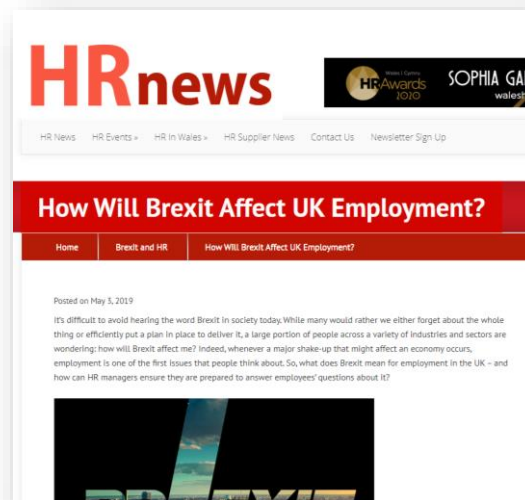 HRnews
Wales | Cymru
HR Awards
2020
SOPHIA GA
walesh
HR News HR Events » HR In Wales » HR Supplier News Contact Us Newsletter Sign Up
How Will Brexit Affect UK Employment?
Home Brexit and HR How Will Brexit Affect UK Employment?
Posted on May 3, 2019
It's difficult to avoid hearing the word Brexit in society today. While many would rather we either forget about the whole
thing or efficiently put a plan in place to deliver it, a large portion of people across a variety of industries and sectors are
wondering: how will Brexit affect me? Indeed, whenever a major shake-up that might affect an economy occurs,
employment is one of the first issues that people think about. So, what does Brexit mean for employment in the UK – and
how can HR managers ensure they are prepared to answer employees' questions about it?
BREXIT